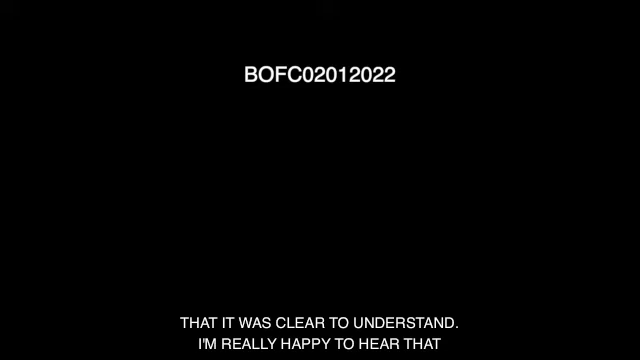 BOFC02012022
THAT IT WAS CLEAR TO UNDERSTAND.
I'M REALLY HAPPY TO HEAR THAT